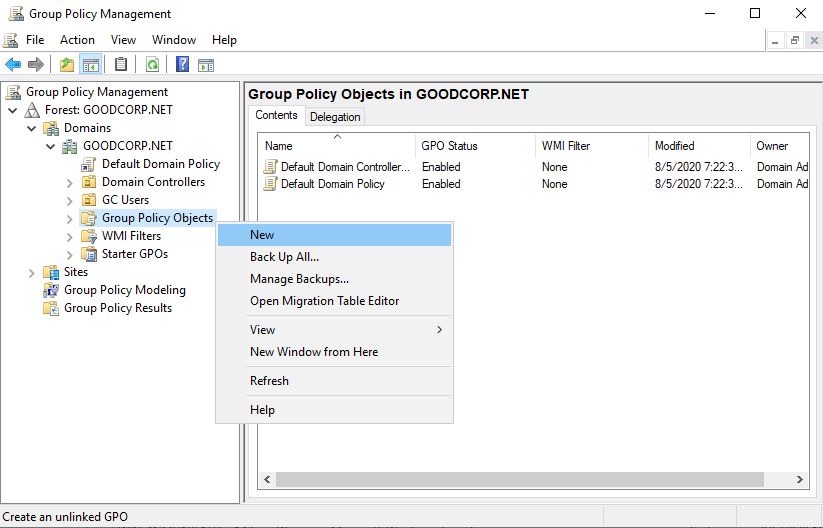 Group Policy Management
File Action View Window Help
Group Policy Management
Forest: GOODCORP.NET
Domains
GOODCORP.NET
Default Domain Policy
Domain Controllers
GC Users
Group Policy Objects
WMI Filters
Starter GPOs
Sites
Group Policy Modeling
Group Policy Results
Group Policy Objects in GOODCORP.NET
Contents Delegation
Name GPO Status WMI Filter Modified Owner
Default Domain Controller... Enabled None 8/5/2020 7:22:3... Domain Ad
Default Domain Policy Enabled None 8/5/2020 7:22:3... Domain Ad
New
Back Up All...
Manage Backups...
Open Migration Table Editor
View
New Window from Here
Refresh
Help
Create an unlinked GPO